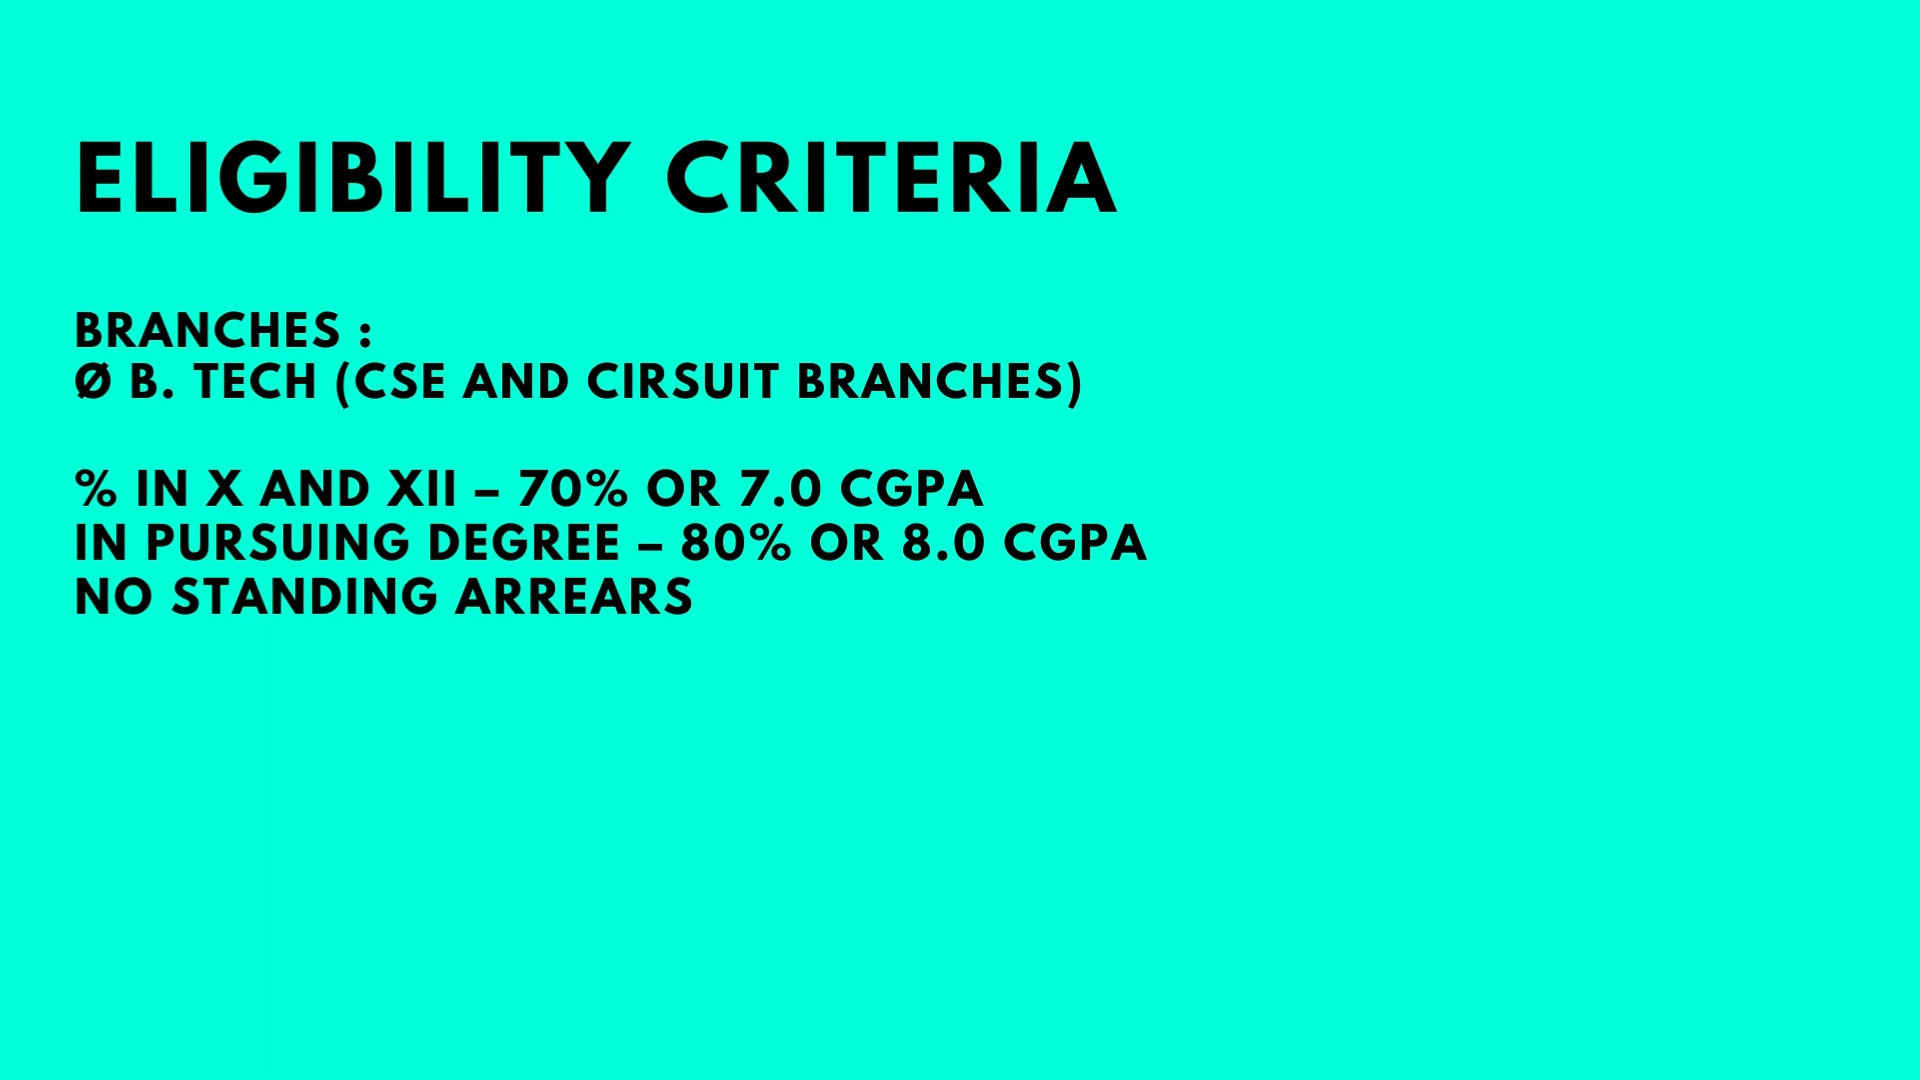 ELIGIBILITY CRITERIA
BRANCHES :
Ø B. TECH (CSE AND CIRSUIT BRANCHES)
% IN X AND XII – 70% OR 7.0 CGPA
IN PURSUING DEGREE – 80% OR 8.0 CGPA
NO STANDING ARREARS